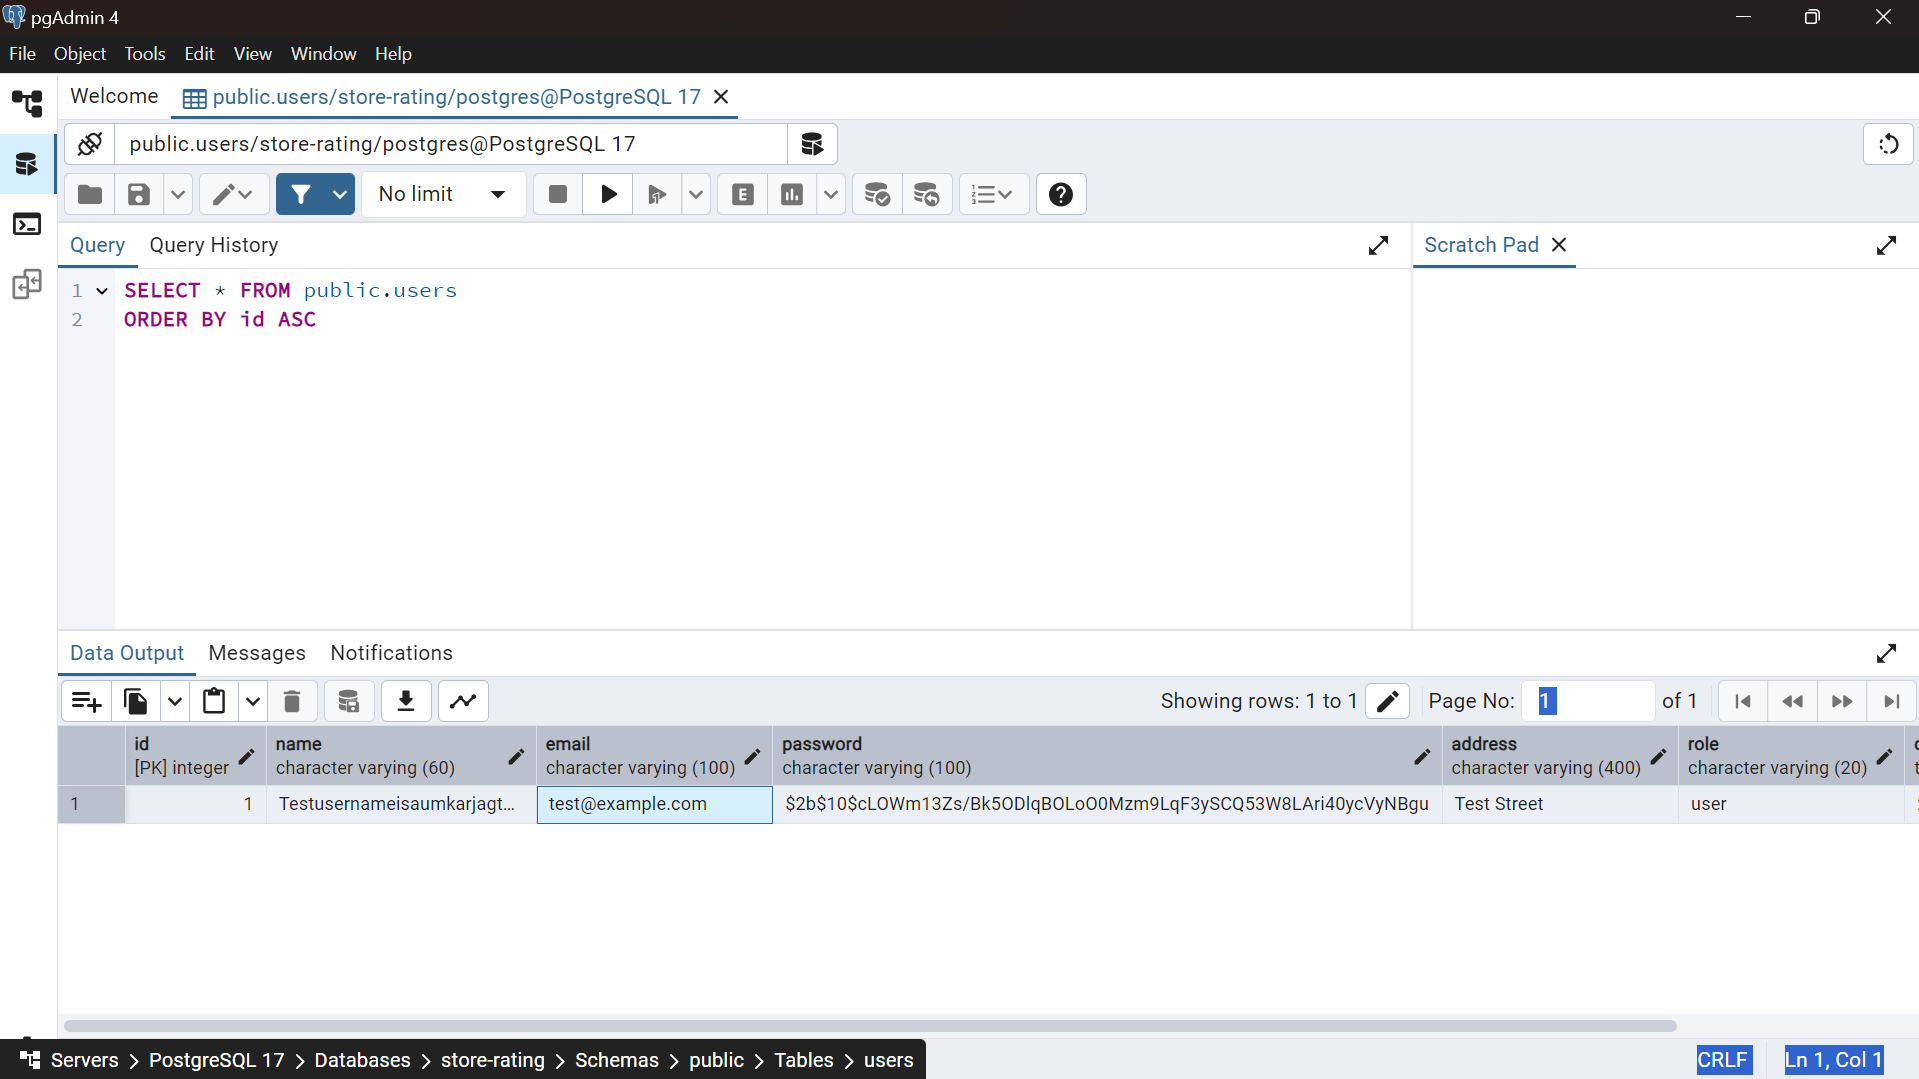 pgAdmin 4
File Object Tools Edit View Window Help
Welcome public.users/store-rating/postgres@PostgreSQL 17
public.users/store-rating/postgres@PostgreSQL 17
No limit E
Query Query History Scratch Pad
1 SELECT * FROM public.users
2 ORDER BY id ASC
Data Output Messages Notifications
Showing rows: 1 to 1 Page No: 1 of 1
id name email password address role
[PK] integer character varying (60) character varying (100) character varying (100) character varying (400) character varying (20)
1 1 Testusernameisaumkarjagt... test@example.com $2b$10$cLOWm13Zs/Bk5ODlqBOLoO0Mzm9LqF3ySCQ53W8LAri40ycVyNBgu Test Street user
Servers > PostgreSQL 17 > Databases > store-rating > Schemas > public > Tables > users CRLF Ln 1, Col 1